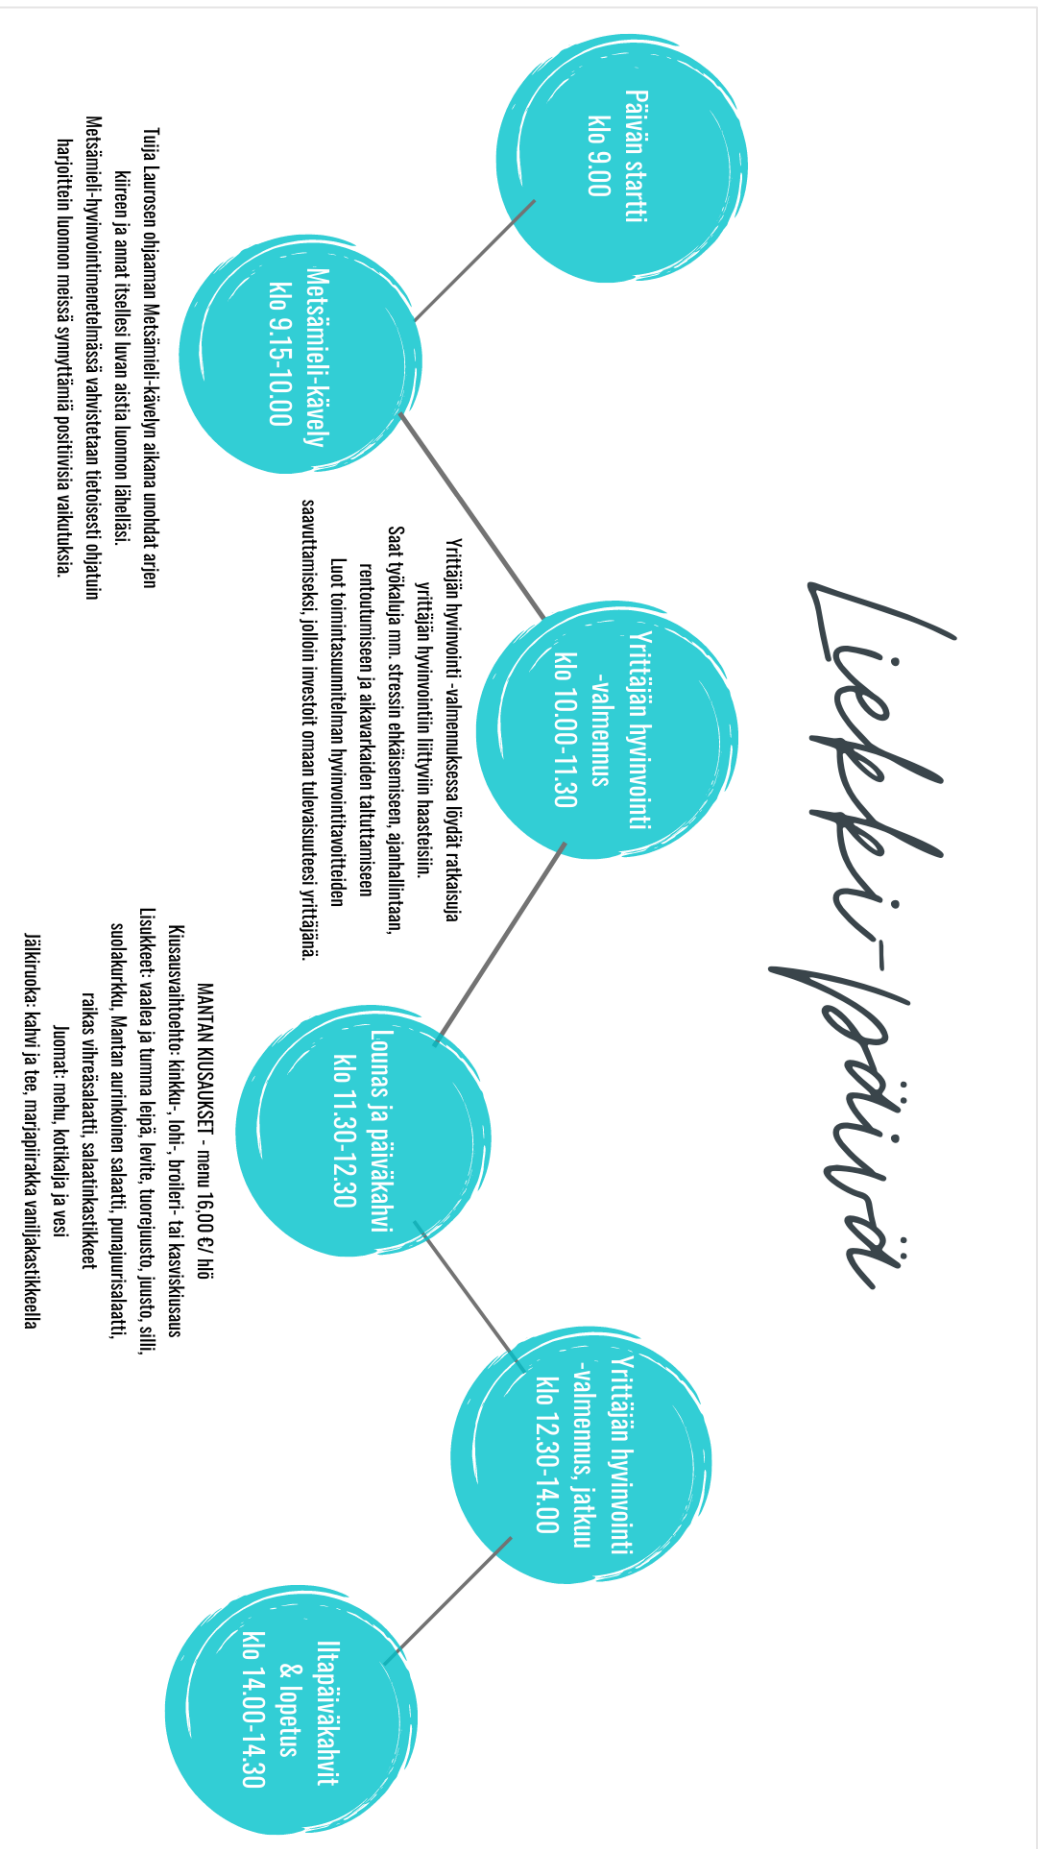 Liekki-päivä
Päivän startti
klo 9.00
Metsämieli-kävely
klo 9.15-10.00
Tuija Laurosen ohjaaman Metsämieli-kävelyn aikana unohdat arjen
kiireen ja annat itsellesi luvan aistia luonnon lähelläsi.
Metsämieli-hyvinvointimenetelmässä vahvistetaan tietoisesti ohjatuin
harjoittein luonnon meissä synnyttämiä positiivisia vaikutuksia.
Yrittäjän hyvinvointi
-valmennus
klo 10.00-11.30
Yrittäjän hyvinvointi -valmennuksessa löydät ratkaisuja
yrittäjän hyvinvointiin liittyviin haasteisiin.
Saat työkaluja mm. stressin ehkäisemiseen, ajanhallintaan,
rentoutumiseen ja aikavarkaiden taltuttamiseen
Luot toimintasuunnitelman hyvinvointitavoitteiden
saavuttamiseksi, jolloin investoit omaan tulevaisuuteesi yrittäjänä.
Lounas ja päiväkahvi
klo 11.30-12.30
MANTAN KIUSAUKSET - menu 16,00 €/ hlö
Kiusausvaihtoehto: kinkku-, lohi-, broileri- tai kasviskiusaus
Lisukkeet: vaalea ja tumma leipä, levite, tuorejuusto, juusto, silli,
suolakurkku, Mantan aurinkoinen salaatti, punajuurisalaatti,
raikas vihreäsalaatti, salaatinkastikkeet
Juomat: mehu, kotikalja ja vesi
Jälkiruoka: kahvi ja tee, marjapiirakka vaniljakastikkeella
Yrittäjän hyvinvointi
-valmennus, jatkuu
klo 12.30-14.00
Iltapäiväkahvit
& lopetus
klo 14.00-14.30